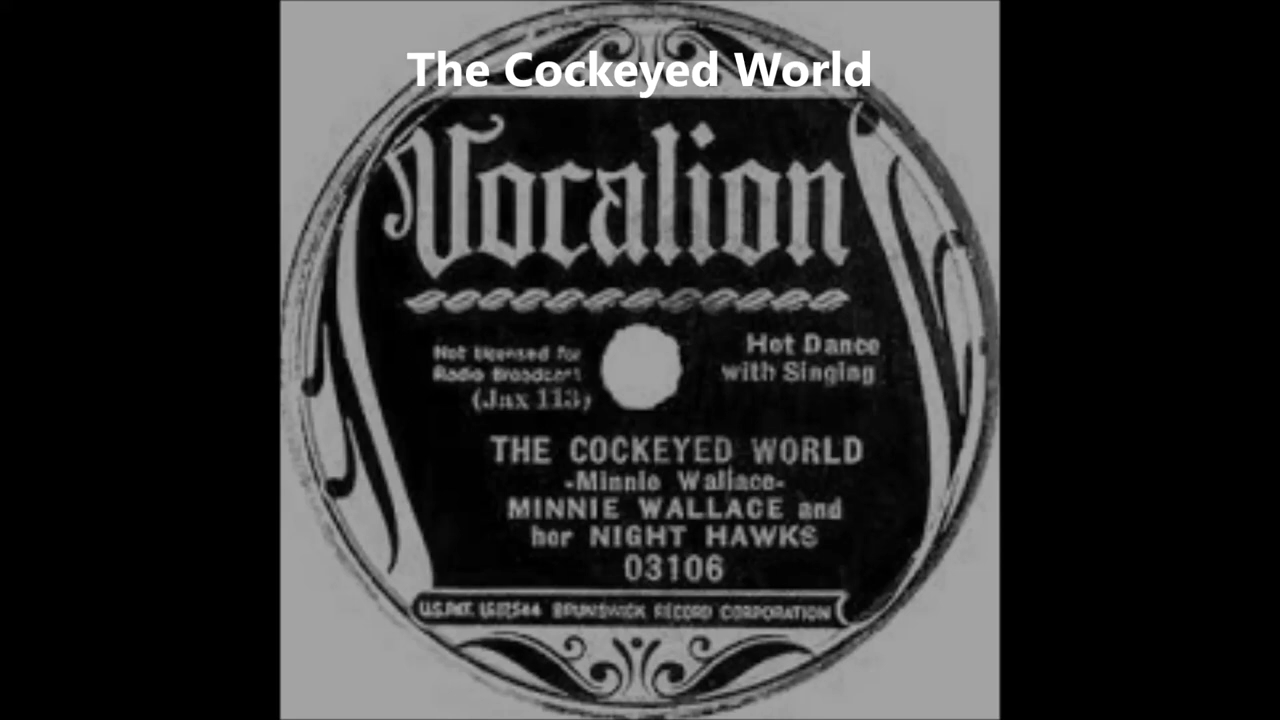 The Cockeyed World
Vocalion
Not Licensed for
Radio Broadcast
(Jax 113)
Hot Dance
with Singing
THE COCKEYED WORLD
-Minnie Wallace-
MINNIE WALLACE and
her NIGHT HAWKS
03106
U.S. PAT. BRUNSWICK RECORD CORPORATION